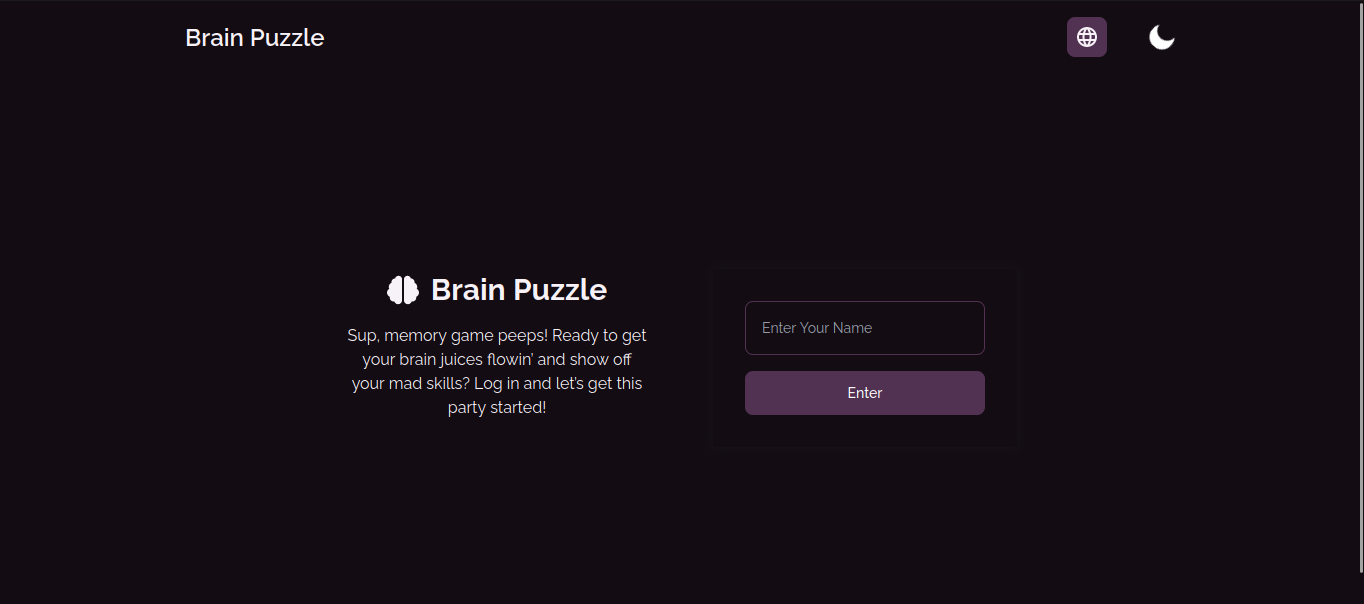 Brain Puzzle
Brain Puzzle
Sup, memory game peeps! Ready to get
your brain juices flowin’ and show off
your mad skills? Log in and let’s get this
party started!
Enter Your Name
Enter